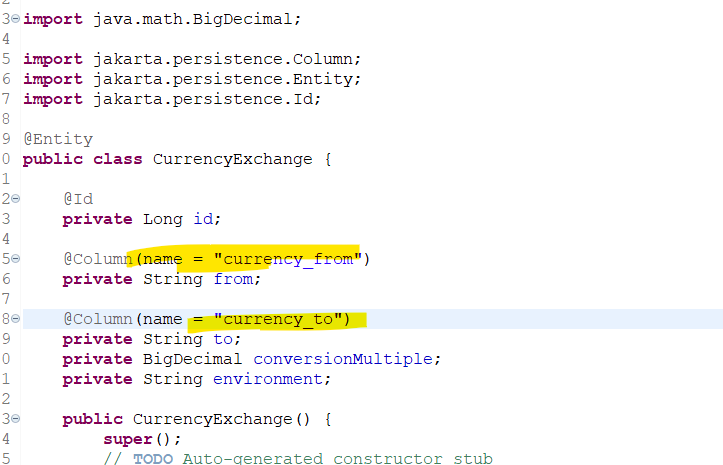 3 import java.math.BigDecimal;
4
5 import jakarta.persistence.Column;
6 import jakarta.persistence.Entity;
7 import jakarta.persistence.Id;
8
9 @Entity
0 public class CurrencyExchange {
1
2 @Id
3 private Long id;
4
5 @Column(name = "currency_from")
6 private String from;
7
8 @Column(name = "currency_to")
9 private String to;
0 private BigDecimal conversionMultiple;
1 private String environment;
2
3 public CurrencyExchange() {
4 super();
5 // TODO Auto-generated constructor stub